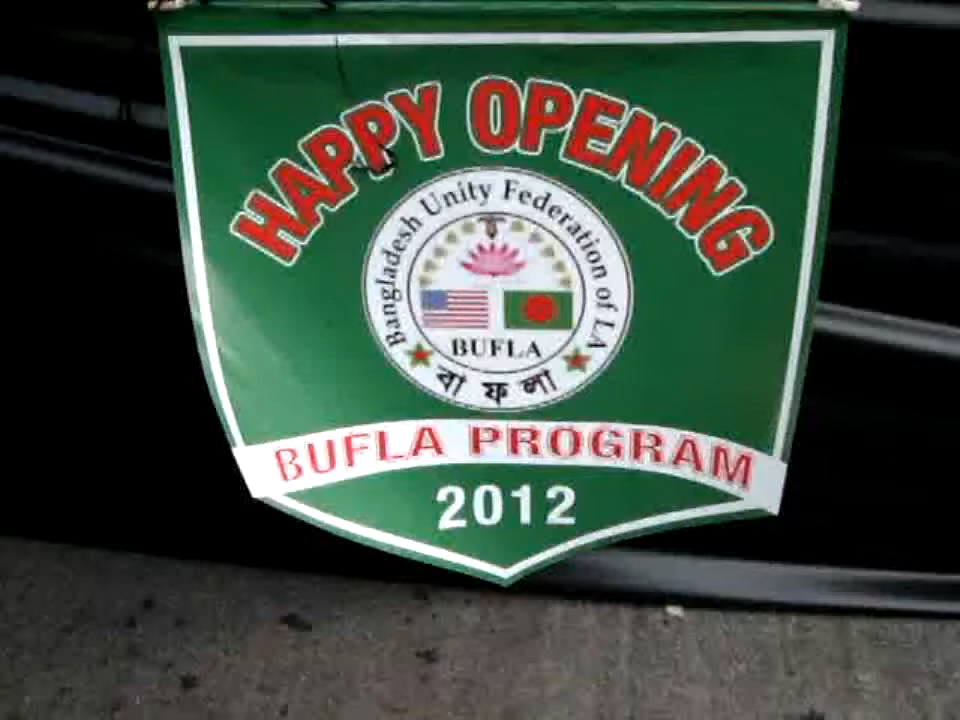 HAPPY OPENING
Bangladesh Unity Federation of LA
BUFLA
বা ফ লা
BUFLA PROGRAM
2012